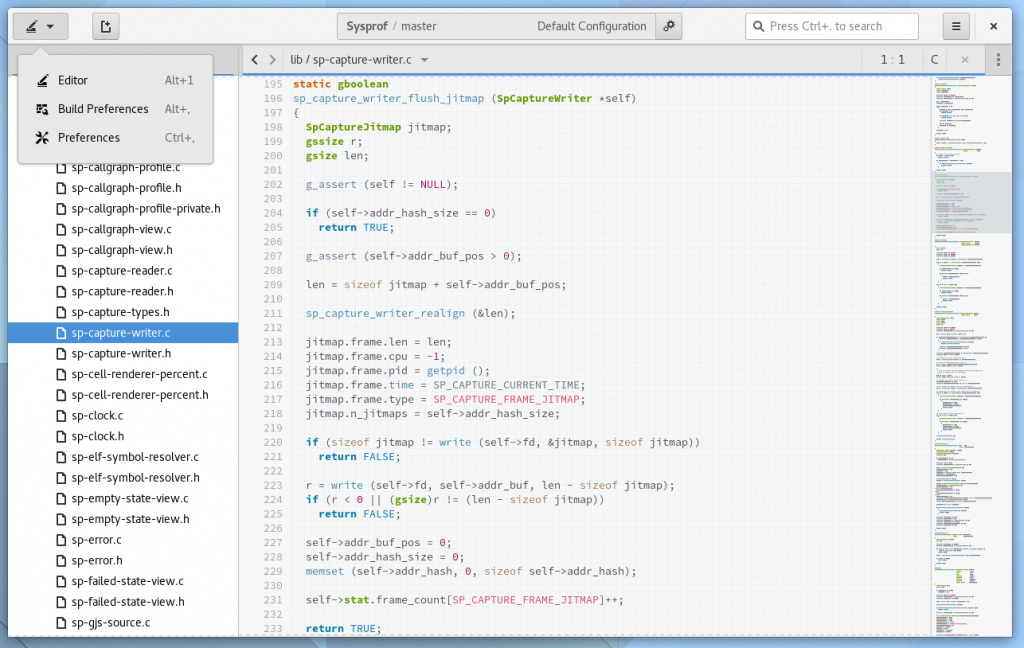 Sysprof / master Default Configuration
Press Ctrl+. to search
Editor Alt+1
Build Preferences Alt+,
Preferences Ctrl+,
sp-callgraph-profile.c
sp-callgraph-profile.h
sp-callgraph-profile-private.h
sp-callgraph-view.c
sp-callgraph-view.h
sp-capture-reader.c
sp-capture-reader.h
sp-capture-types.h
sp-capture-writer.c
sp-capture-writer.h
sp-cell-renderer-percent.c
sp-cell-renderer-percent.h
sp-clock.c
sp-clock.h
sp-elf-symbol-resolver.c
sp-elf-symbol-resolver.h
sp-empty-state-view.c
sp-empty-state-view.h
sp-error.c
sp-error.h
sp-failed-state-view.c
sp-failed-state-view.h
sp-gjs-source.c
lib / sp-capture-writer.c 1 : 1 C
195 static gboolean
196 sp_capture_writer_flush_jitmap (SpCaptureWriter *self)
197 {
198   SpCaptureJitmap jitmap;
199   gssize r;
200   gsize len;
201
202   g_assert (self != NULL);
203
204   if (self->addr_hash_size == 0)
205     return TRUE;
206
207   g_assert (self->addr_buf_pos > 0);
208
209   len = sizeof jitmap + self->addr_buf_pos;
210
211   sp_capture_writer_realign (&len);
212
213   jitmap.frame.len = len;
214   jitmap.frame.cpu = -1;
215   jitmap.frame.pid = getpid ();
216   jitmap.frame.time = SP_CAPTURE_CURRENT_TIME;
217   jitmap.frame.type = SP_CAPTURE_FRAME_JITMAP;
218   jitmap.n_jitmaps = self->addr_hash_size;
219
220   if (sizeof jitmap != write (self->fd, &jitmap, sizeof jitmap))
221     return FALSE;
222
223   r = write (self->fd, self->addr_buf, len - sizeof jitmap);
224   if (r < 0 || (gsize)r != (len - sizeof jitmap))
225     return FALSE;
226
227   self->addr_buf_pos = 0;
228   self->addr_hash_size = 0;
229   memset (self->addr_hash, 0, sizeof self->addr_hash);
230
231   self->stat.frame_count[SP_CAPTURE_FRAME_JITMAP]++;
232
233   return TRUE;